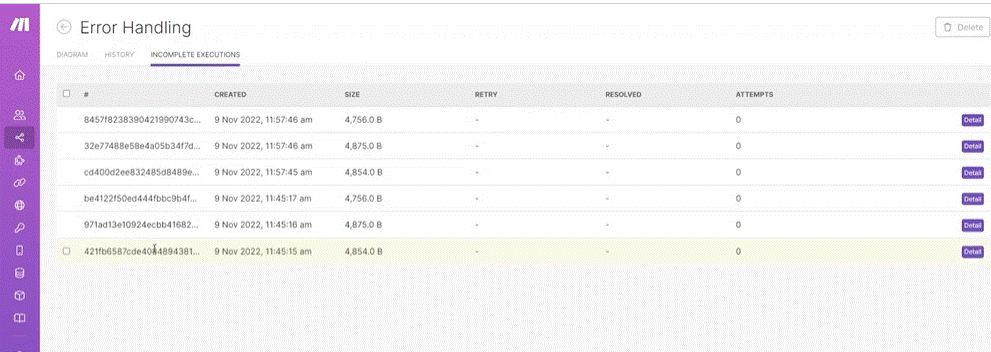 Error Handling
Delete
DIAGRAM HISTORY INCOMPLETE EXECUTIONS
# CREATED SIZE RETRY RESOLVED ATTEMPTS
8457f8238390421990743c... 9 Nov 2022, 11:57:46 am 4,756.0 B - - 0 Detail
32e77488e58e4a05b34f7d... 9 Nov 2022, 11:57:46 am 4,875.0 B - - 0 Detail
cd400d2ee832485d8489e... 9 Nov 2022, 11:57:45 am 4,854.0 B - - 0 Detail
be4122f50ed444fbbc9b4f... 9 Nov 2022, 11:45:17 am 4,756.0 B - - 0 Detail
971ad13e10924ecbb41682... 9 Nov 2022, 11:45:16 am 4,875.0 B - - 0 Detail
9 Nov 2022, 11:45:15 am 4,854.0 B - - 0 Detail